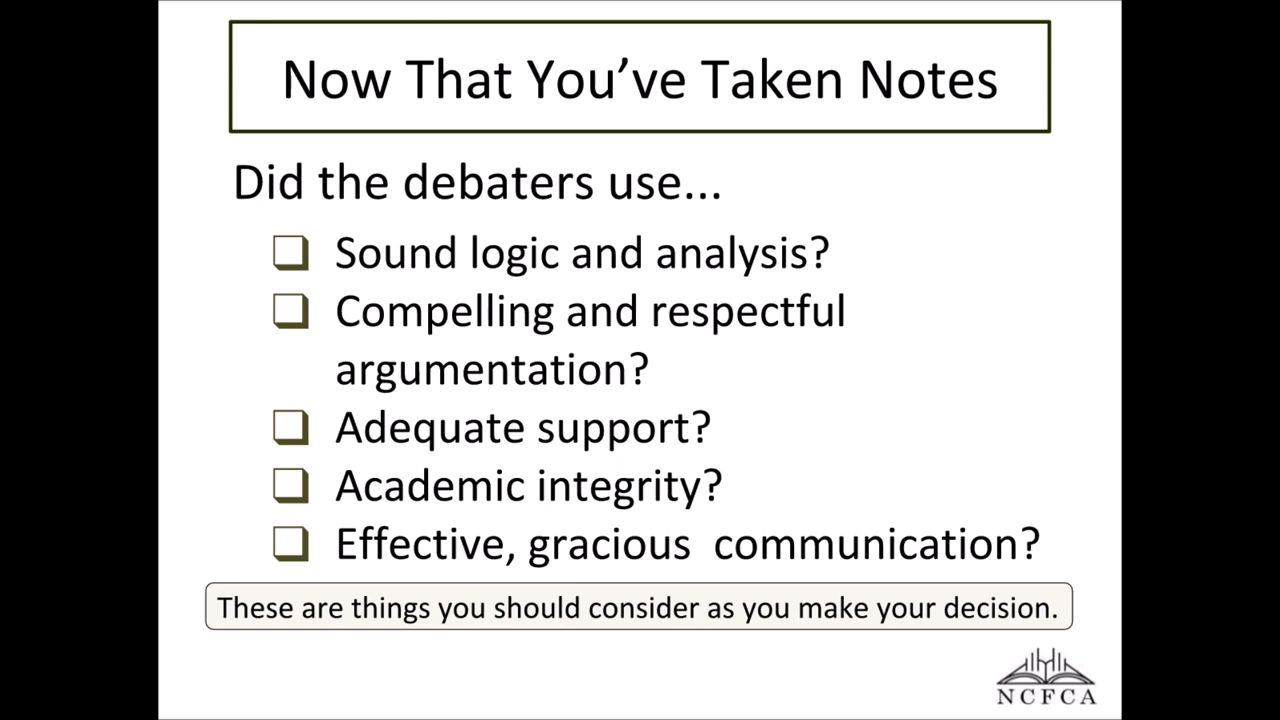 Now That You’ve Taken Notes
Did the debaters use...
Sound logic and analysis?
Compelling and respectful
argumentation?
Adequate support?
Academic integrity?
Effective, gracious  communication?
These are things you should consider as you make your decision.
NCFCA